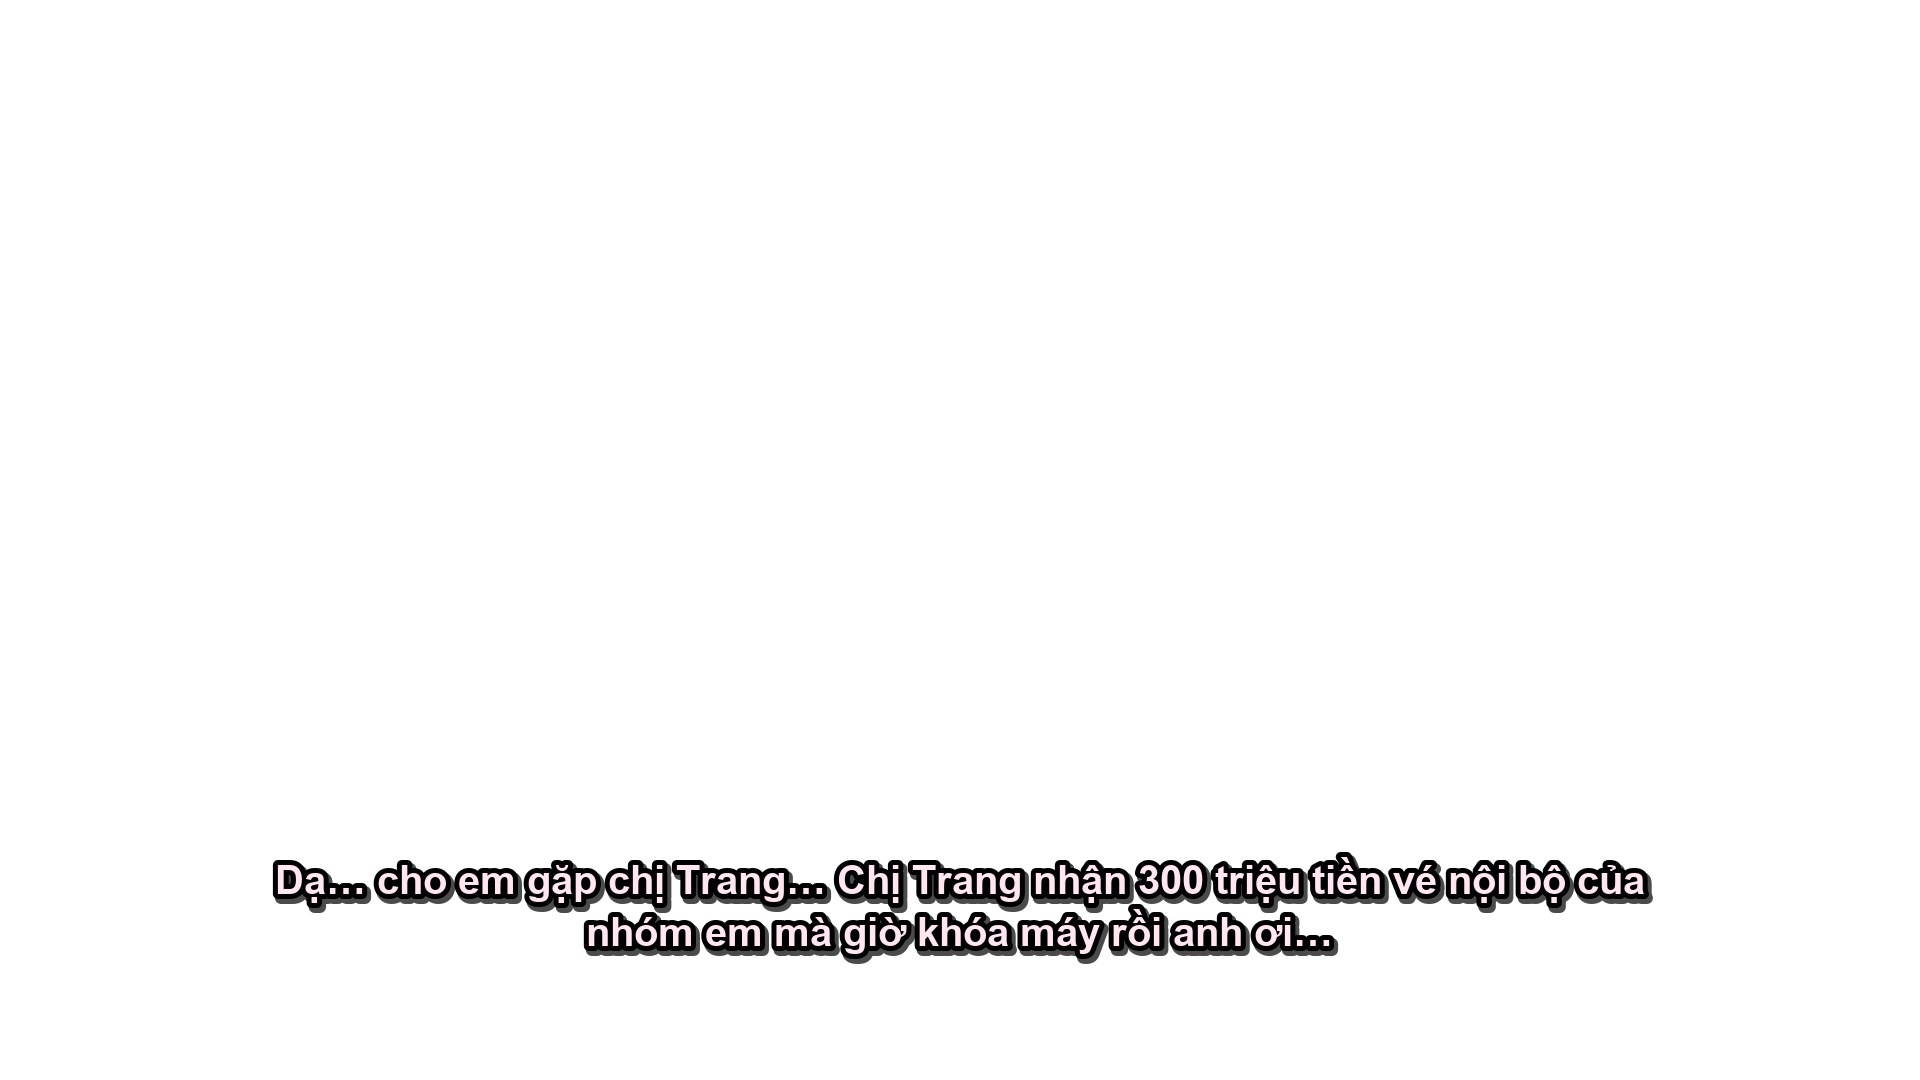 Dạ... cho em gặp chị Trang... Chị Trang nhận 300 triệu tiền vé nội bộ của
nhóm em mà giờ khóa máy rồi anh ơi...